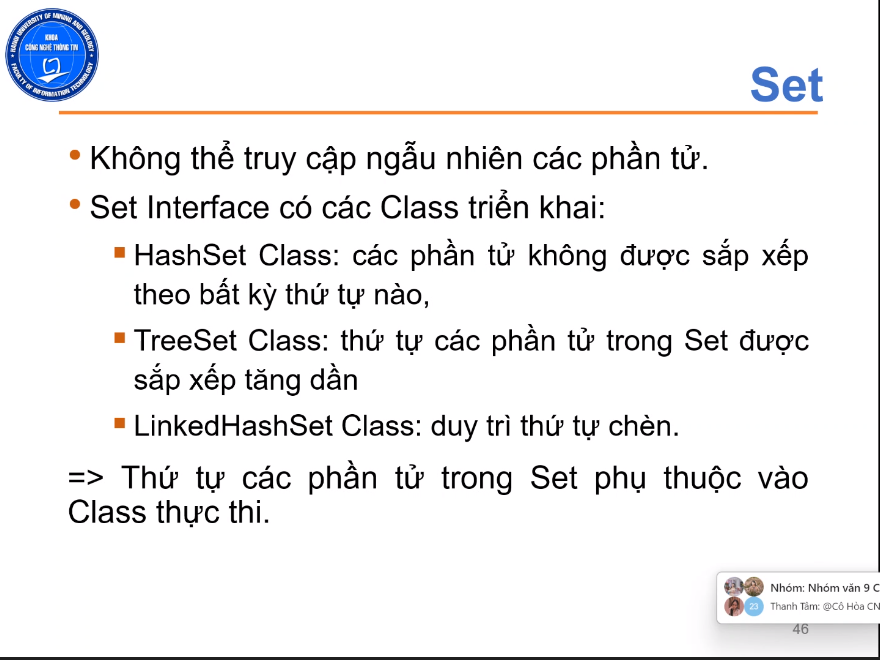 HANOI UNIVERSITY OF MINING AND GEOLOGY
KHOA
CÔNG NGHỆ THÔNG TIN
FACULTY OF INFORMATION TECHNOLOGY
Set
• Không thể truy cập ngẫu nhiên các phần tử.
• Set Interface có các Class triển khai:
▪ HashSet Class: các phần tử không được sắp xếp
theo bất kỳ thứ tự nào,
▪ TreeSet Class: thứ tự các phần tử trong Set được
sắp xếp tăng dần
▪ LinkedHashSet Class: duy trì thứ tự chèn.
=> Thứ tự các phần tử trong Set phụ thuộc vào
Class thực thi.
Nhóm: Nhóm văn 9 C
23
Thanh Tâm: @Cô Hòa CN
46